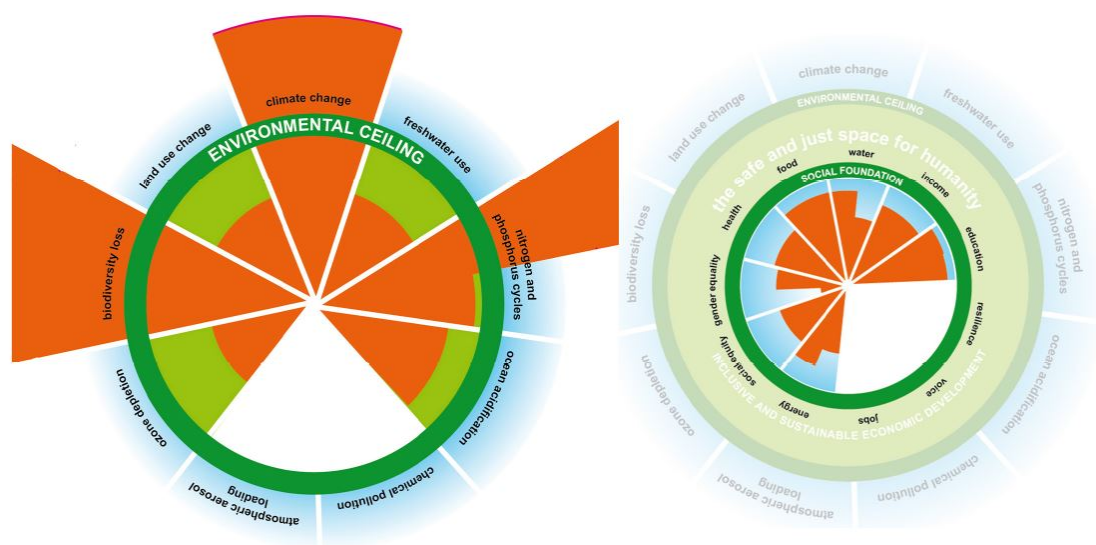 climate change
ENVIRONMENTAL CEILING
freshwater use
nitrogen and
phosphorus cycles
ocean acidification
chemical pollution
atmospheric aerosol
loading
ozone depletion
biodiversity loss
land use change
climate change
ENVIRONMENTAL CEILING
freshwater use
nitrogen and
phosphorus cycles
ocean acidification
chemical pollution
atmospheric aerosol
loading
ozone depletion
biodiversity loss
land use change
the safe and just space for humanity
SOCIAL FOUNDATION
water
income
education
resilience
voice
jobs
energy
social equity
gender equality
health
food
INCLUSIVE AND SUSTAINABLE ECONOMIC DEVELOPMENT